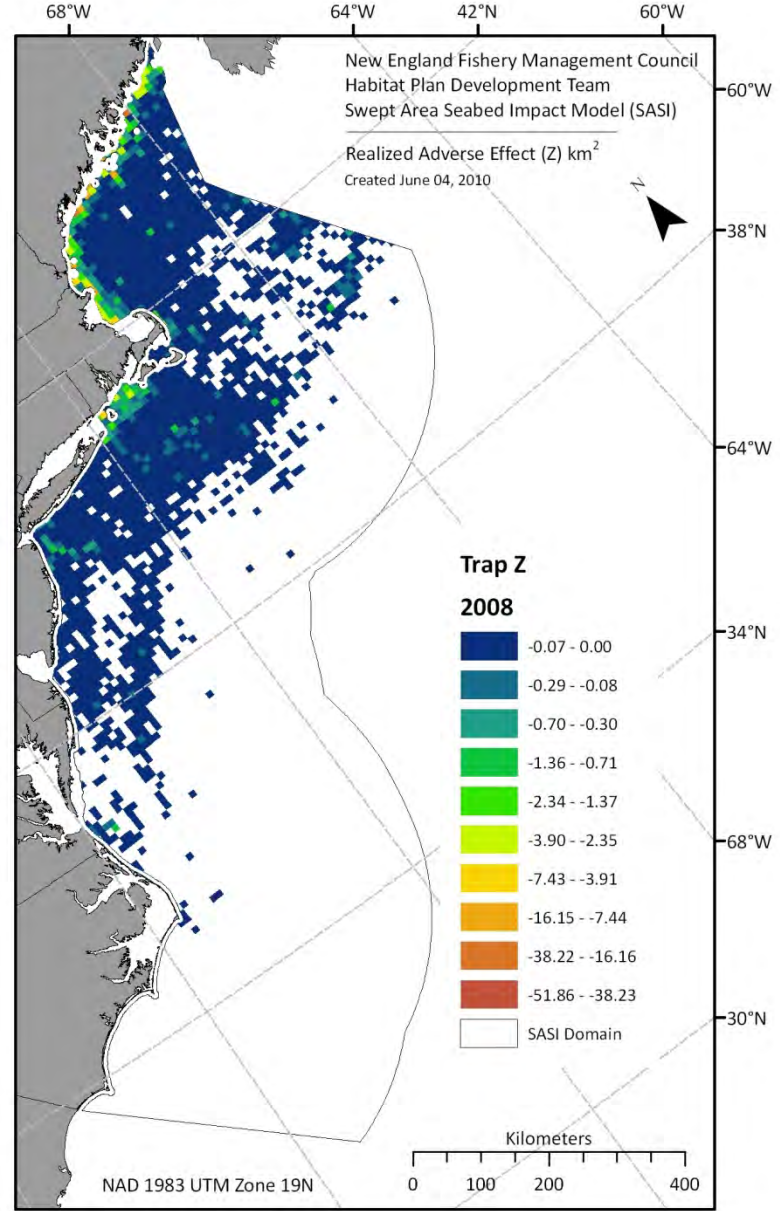 68°W 64°W 42°N 60°W
New England Fishery Management Council
Habitat Plan Development Team
Swept Area Seabed Impact Model (SASI)
Realized Adverse Effect (Z) km²
Created June 04, 2010
N
60°W
38°N
64°W
34°N
68°W
30°N
Trap Z
2008
-0.07 - 0.00
-0.29 - -0.08
-0.70 - -0.30
-1.36 - -0.71
-2.34 - -1.37
-3.90 - -2.35
-7.43 - -3.91
-16.15 - -7.44
-38.22 - -16.16
-51.86 - -38.23
SASI Domain
Kilometers
0 100 200 400
NAD 1983 UTM Zone 19N